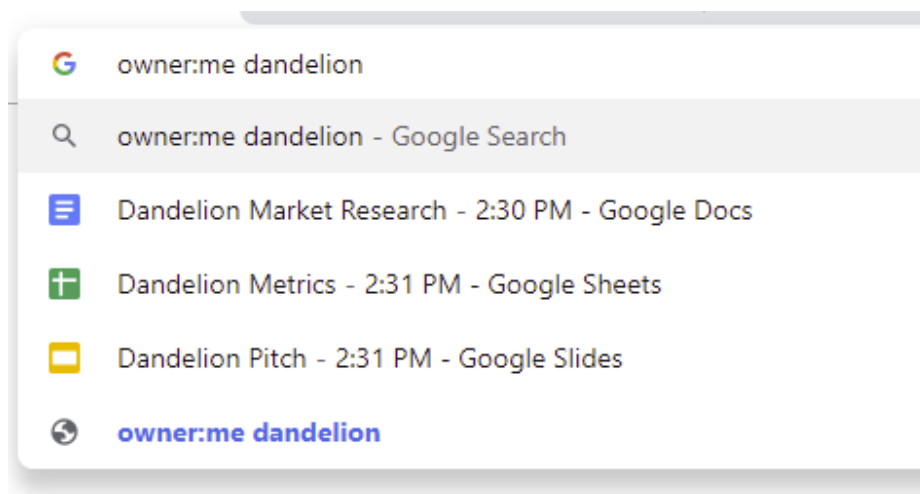 owner:me dandelion
owner:me dandelion - Google Search
Dandelion Market Research - 2:30 PM - Google Docs
Dandelion Metrics - 2:31 PM - Google Sheets
Dandelion Pitch - 2:31 PM - Google Slides
owner:me dandelion